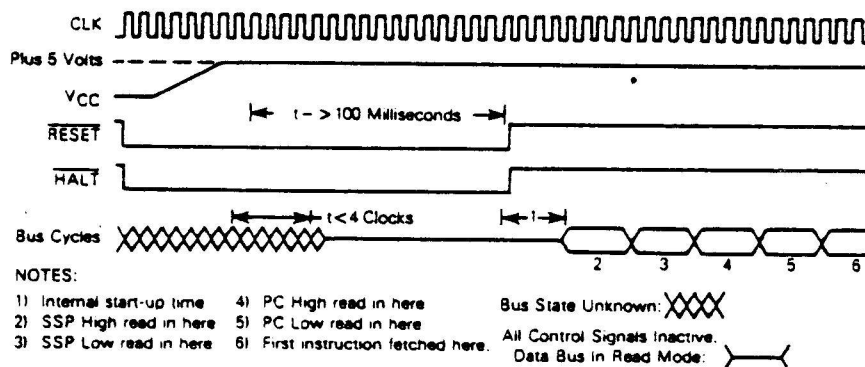 CLK
Plus 5 Volts
VCC
t - > 100 Milliseconds
RESET
HALT
t < 4 Clocks
1
Bus Cycles
2 3 4 5 6
NOTES:
1) Internal start-up time
2) SSP High read in here
3) SSP Low read in here
4) PC High read in here
5) PC Low read in here
6) First instruction fetched here.
Bus State Unknown:
All Control Signals Inactive.
Data Bus in Read Mode: